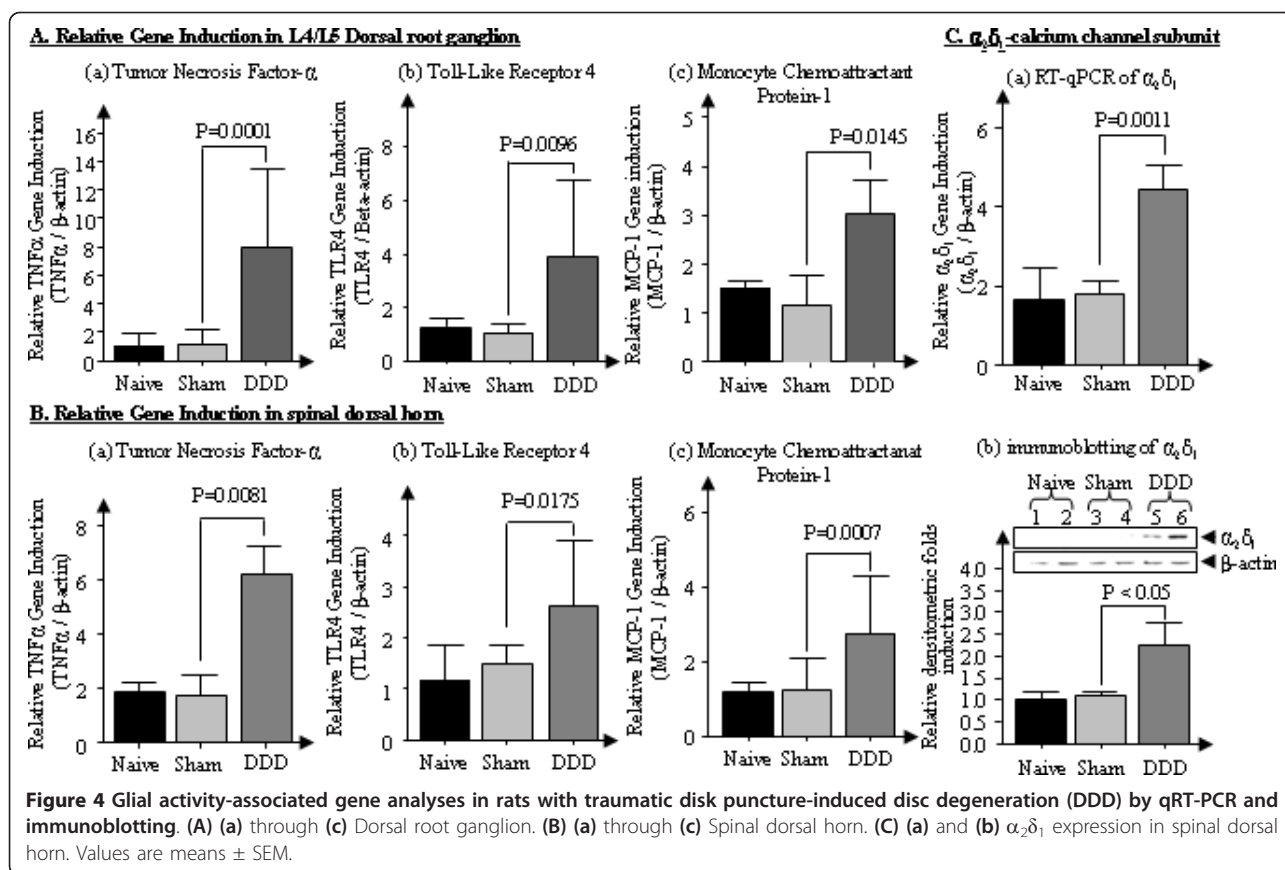 A. Relative Gene Induction in L4/L5 Dorsal root ganglion
(a) Tumor Necrosis Factor-α
Relative TNFα Gene Induction
(TNFα / β-actin)
16
14
12
10
8
6
4
2
0
P=0.0001
Naive Sham DDD
(b) Toll-Like Receptor 4
Relative TLR4 Gene Induction
(TLR4 / Beta-actin)
8
6
4
2
0
P=0.0096
Naive Sham DDD
(c) Monocyte Chemoattractant
Protein-1
Relative MCP-1 Gene induction
(MCP-1 / β-actin)
5
4
3
2
1
0
P=0.0145
Naive Sham DDD
C. α₂δ₁-calcium channel subunit
(a) RT-qPCR of α₂δ₁
Relative α₂δ₁ Gene Induction
(α₂δ₁ / β-actin)
6
4
2
0
P=0.0011
Naive Sham DDD
B. Relative Gene Induction in spinal dorsal horn
(a) Tumor Necrosis Factor-α
Relative TNFα Gene Induction
(TNFα / β-actin)
8
6
4
2
0
P=0.0081
Naive Sham DDD
(b) Toll-Like Receptor 4
Relative TLR4 Gene Induction
(TLR4 / β-actin)
4
3
2
1
0
P=0.0175
Naive Sham DDD
(c) Monocyte Chemoattractanat
Protein-1
Relative MCP-1 Gene Induction
(MCP-1 / β-actin)
6
4
2
0
P=0.0007
Naive Sham DDD
(b) immunoblotting of α₂δ₁
Naive Sham DDD
1 2 3 4 5 6
α₂δ₁
β-actin
Relative densitometric folds
induction
4.0
3.5
3.0
2.5
2.0
1.5
1.0
0.5
0.0
P < 0.05
Naive Sham DDD
Figure 4 Glial activity-associated gene analyses in rats with traumatic disk puncture-induced disc degeneration (DDD) by qRT-PCR and
immunoblotting. (A) (a) through (c) Dorsal root ganglion. (B) (a) through (c) Spinal dorsal horn. (C) (a) and (b) α₂δ₁ expression in spinal dorsal
horn. Values are means ± SEM.